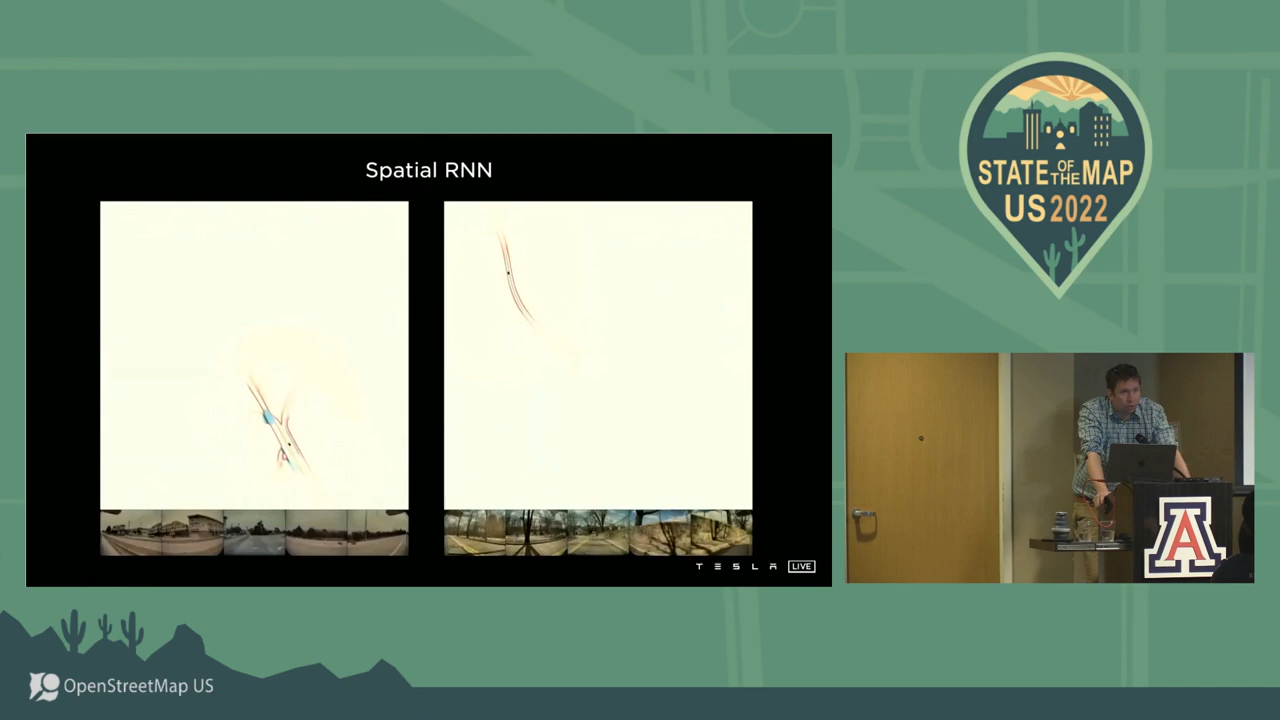 Spatial RNN
TESLA LIVE
STATE OF THE MAP
US 2022
A
OpenStreetMap US